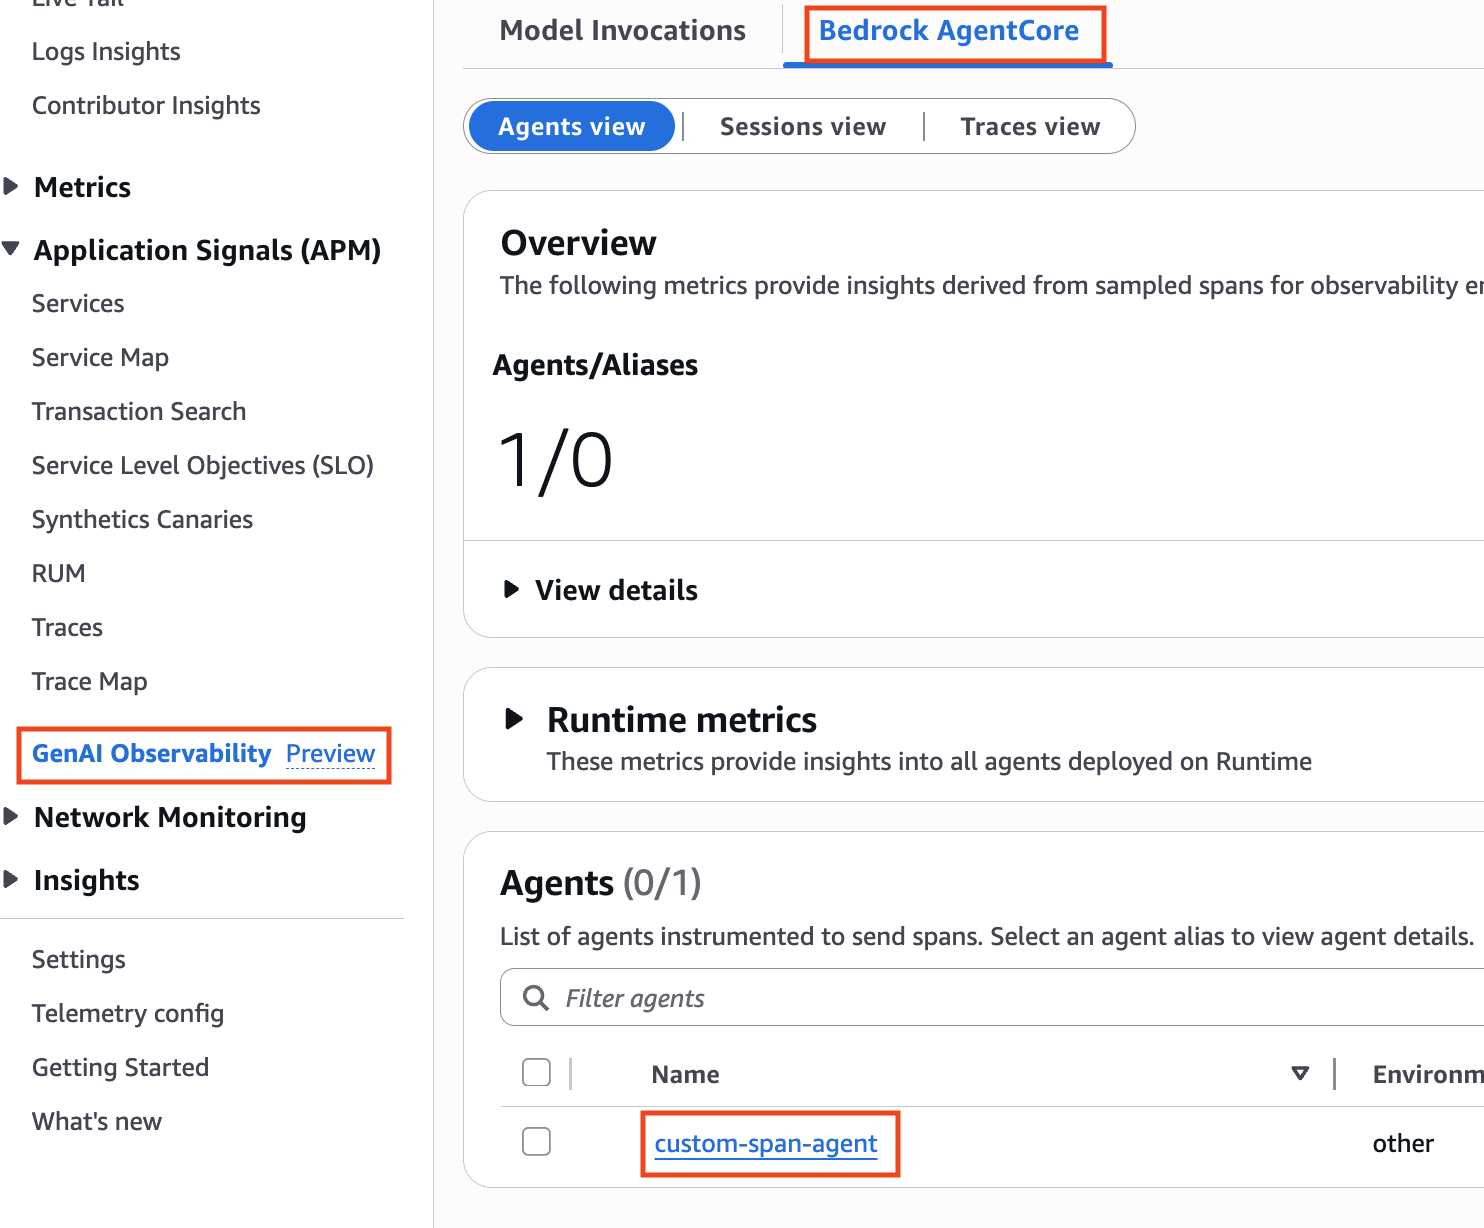 Live Tail
Logs Insights
Contributor Insights
Metrics
Application Signals (APM)
Services
Service Map
Transaction Search
Service Level Objectives (SLO)
Synthetics Canaries
RUM
Traces
Trace Map
GenAI Observability Preview
Network Monitoring
Insights
Settings
Telemetry config
Getting Started
What's new
Model Invocations
Bedrock AgentCore
Agents view
Sessions view
Traces view
Overview
The following metrics provide insights derived from sampled spans for observability
Agents/Aliases
1/0
View details
Runtime metrics
These metrics provide insights into all agents deployed on Runtime
Agents (0/1)
List of agents instrumented to send spans. Select an agent alias to view agent details.
Filter agents
Name
Environm
custom-span-agent
other